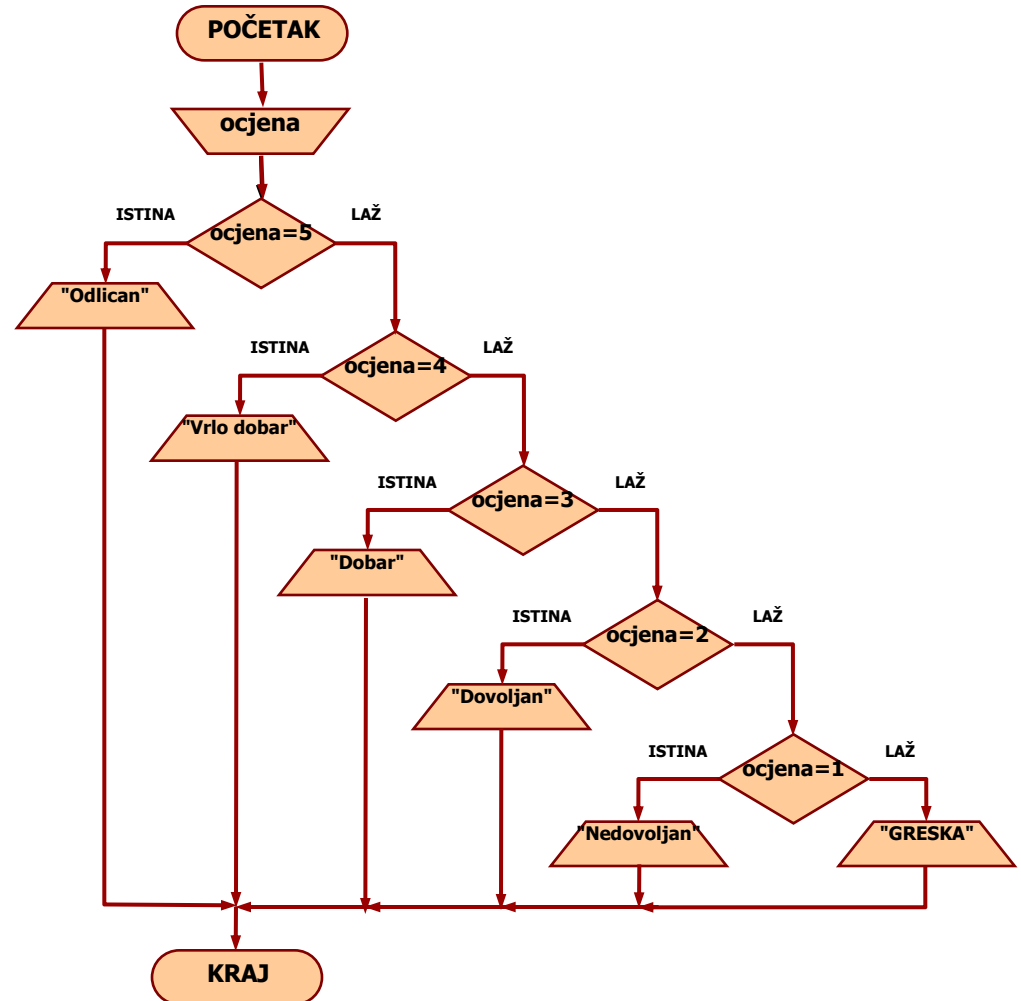 POČETAK
ocjena
ISTINA
LAŽ
ocjena=5
"Odlican"
ISTINA
LAŽ
ocjena=4
"Vrlo dobar"
ISTINA
LAŽ
ocjena=3
"Dobar"
ISTINA
LAŽ
ocjena=2
"Dovoljan"
ISTINA
LAŽ
ocjena=1
"Nedovoljan"
"GRESKA"
KRAJ